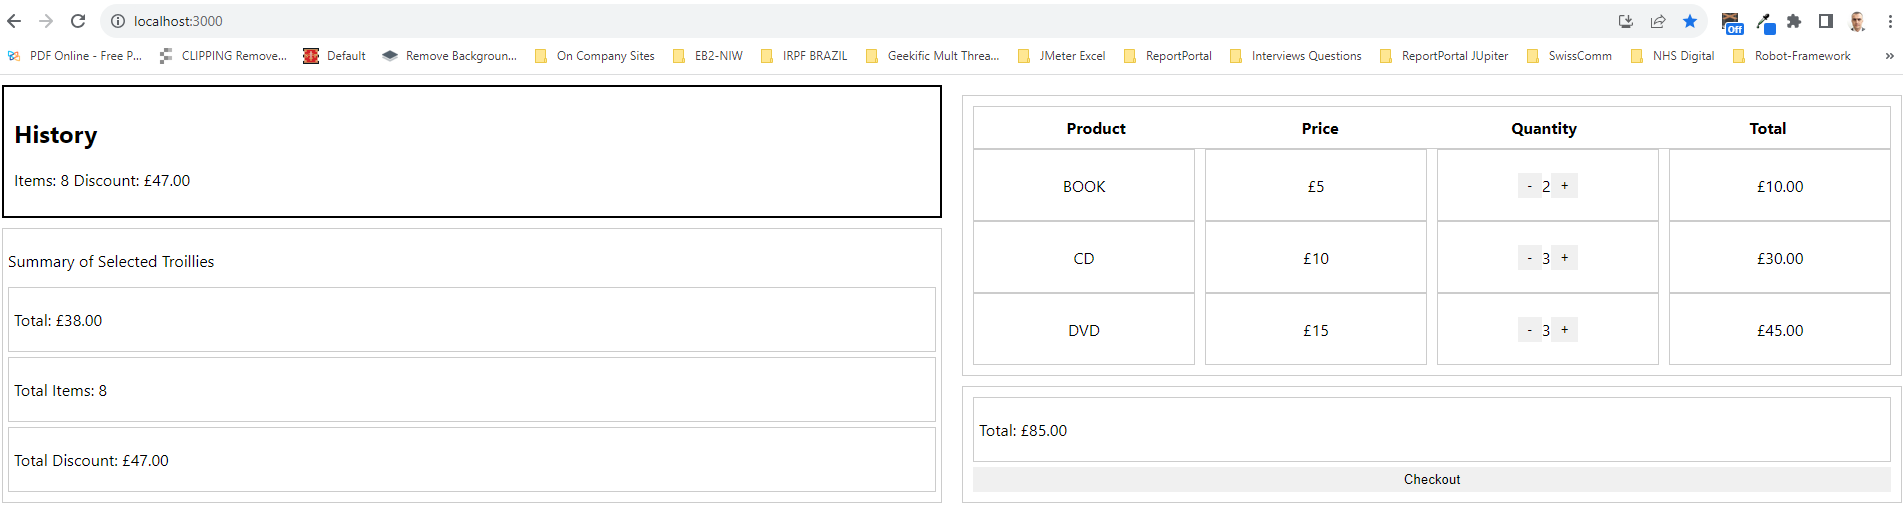 localhost:3000
Off
PDF Online - Free P... CLIPPING Remove... Default Remove Backgroun... On Company Sites EB2-NIW IRPF BRAZIL Geekific Mult Threa... JMeter Excel ReportPortal Interviews Questions ReportPortal JUpiter SwissComm NHS Digital Robot-Framework »
History
Items: 8 Discount: £47.00
Summary of Selected Troillies
Total: £38.00
Total Items: 8
Total Discount: £47.00
Product Price Quantity Total
BOOK £5 - 2 + £10.00
CD £10 - 3 + £30.00
DVD £15 - 3 + £45.00
Total: £85.00
Checkout